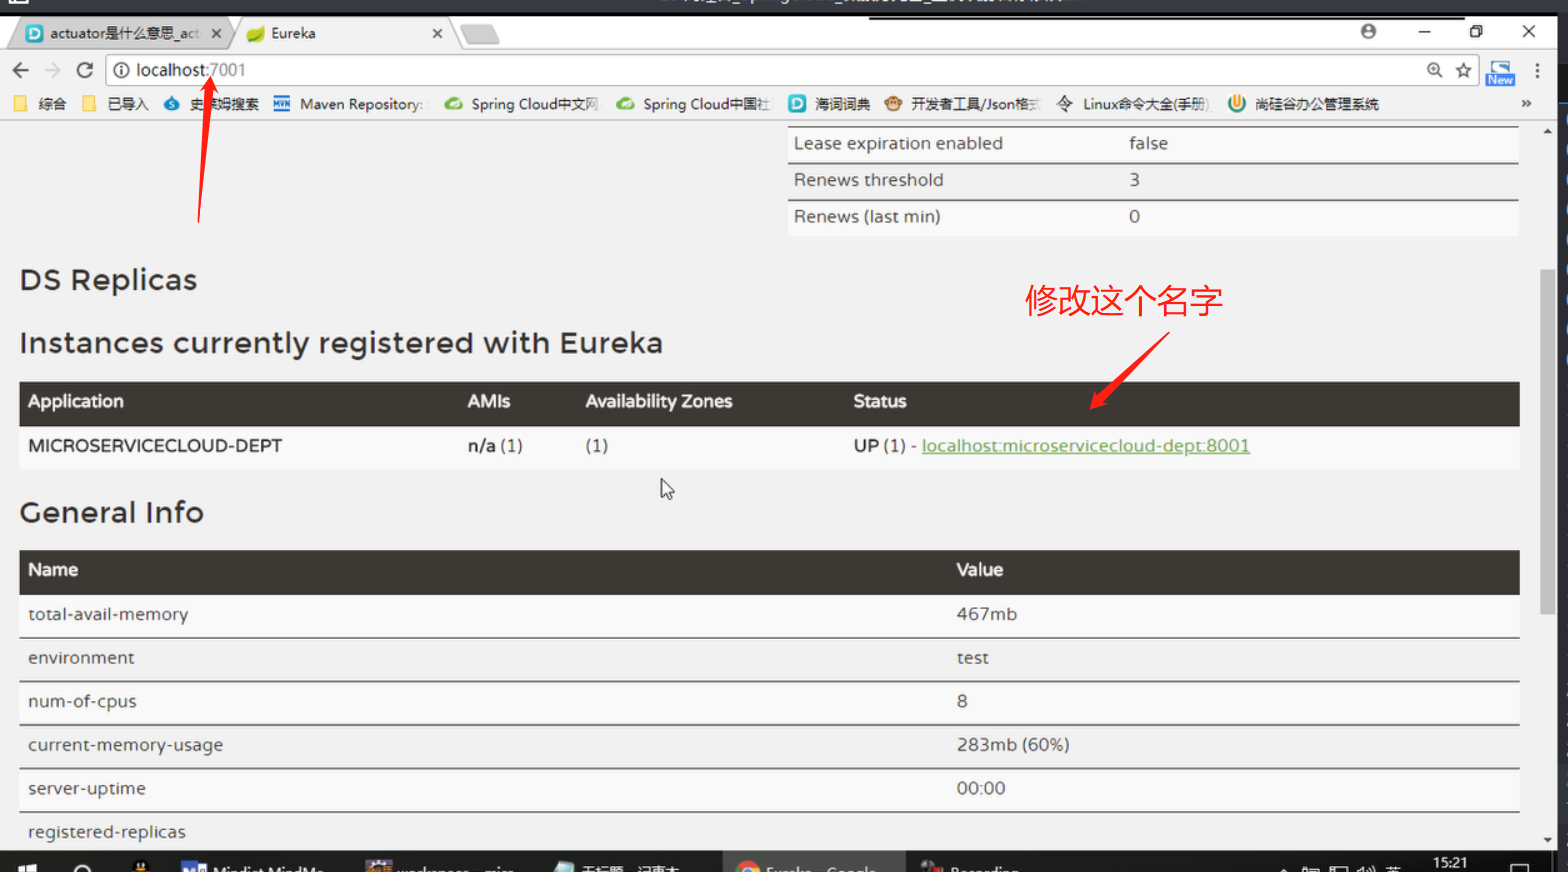 actuator是什么意思_act
Eureka
localhost:7001
New
综合
已导入
搜索
Maven Repository:
Spring Cloud中文网
Spring Cloud中国社
海词词典
开发者工具/Json格式
Linux命令大全(手册)
尚硅谷办公管理系统
»
Lease expiration enabled false
Renews threshold 3
Renews (last min) 0
DS Replicas
修改这个名字
Instances currently registered with Eureka
Application AMIs Availability Zones Status
MICROSERVICECLOUD-DEPT n/a (1) (1) UP (1) - localhost:microservicecloud-dept:8001
General Info
Name Value
total-avail-memory 467mb
environment test
num-of-cpus 8
current-memory-usage 283mb (60%)
server-uptime 00:00
registered-replicas
15:21